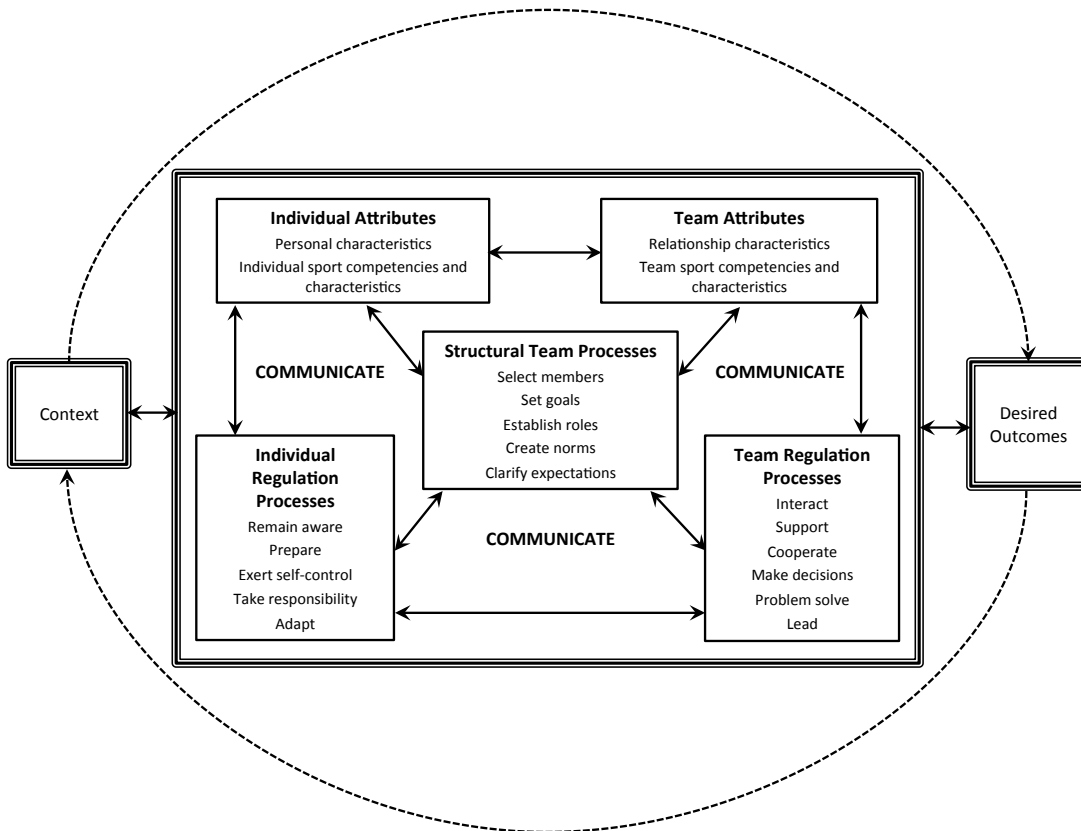 Individual Attributes
Personal characteristics
Individual sport competencies and
characteristics
Team Attributes
Relationship characteristics
Team sport competencies and
characteristics
Structural Team Processes
Select members
Set goals
Establish roles
Create norms
Clarify expectations
COMMUNICATE
COMMUNICATE
Context
Desired
Outcomes
Individual
Regulation
Processes
Remain aware
Prepare
Exert self-control
Take responsibility
Adapt
COMMUNICATE
Team Regulation
Processes
Interact
Support
Cooperate
Make decisions
Problem solve
Lead